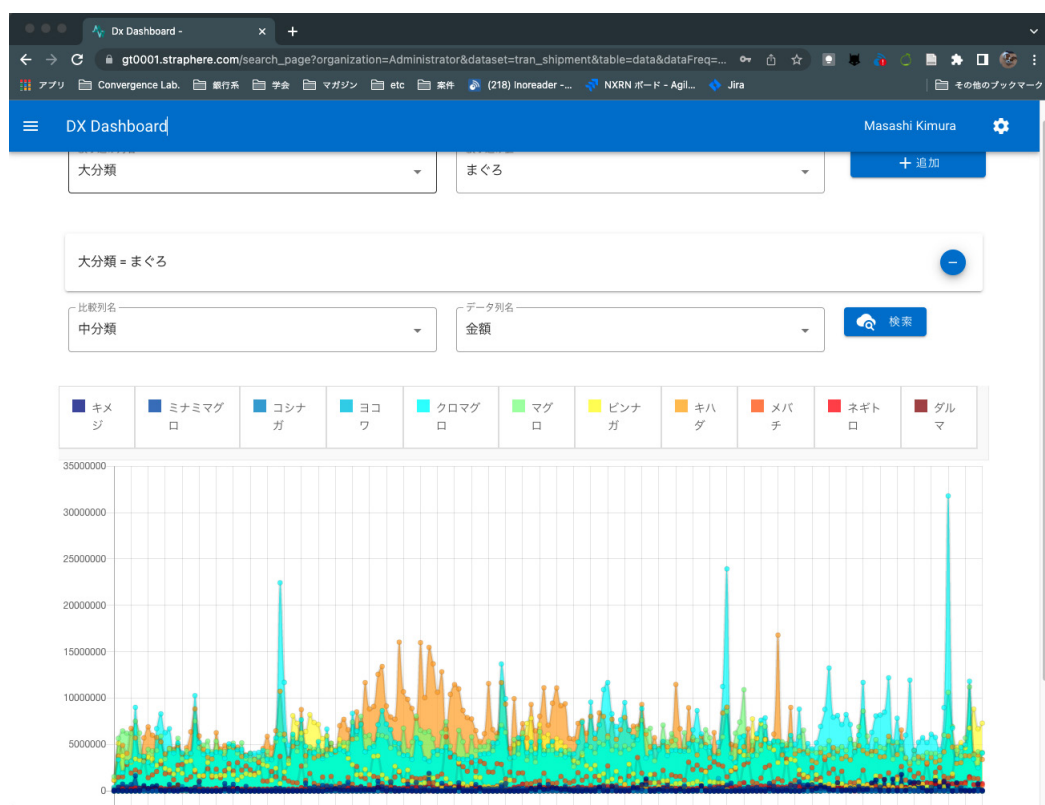 Dx Dashboard -
gt0001.straphere.com/search_page?organization=Administrator&dataset=tran_shipment&table=data&dataFreq=...
アプリ Convergence Lab. 銀行系 学会 マガジン etc 案件 (218) Inoreader -... NXRN ボード - Agil... Jira その他のブックマーク
DX Dashboard Masashi Kimura
大分類 まぐろ + 追加
大分類 = まぐろ
比較列名 データ列名
中分類 金額 検索
キメジ ミナミマグロ コシナガ ヨコワ クロマグロ マグロ ビンナガ キハダ メバチ ネギトロ ダルマ
35000000
30000000
25000000
20000000
15000000
10000000
5000000
0